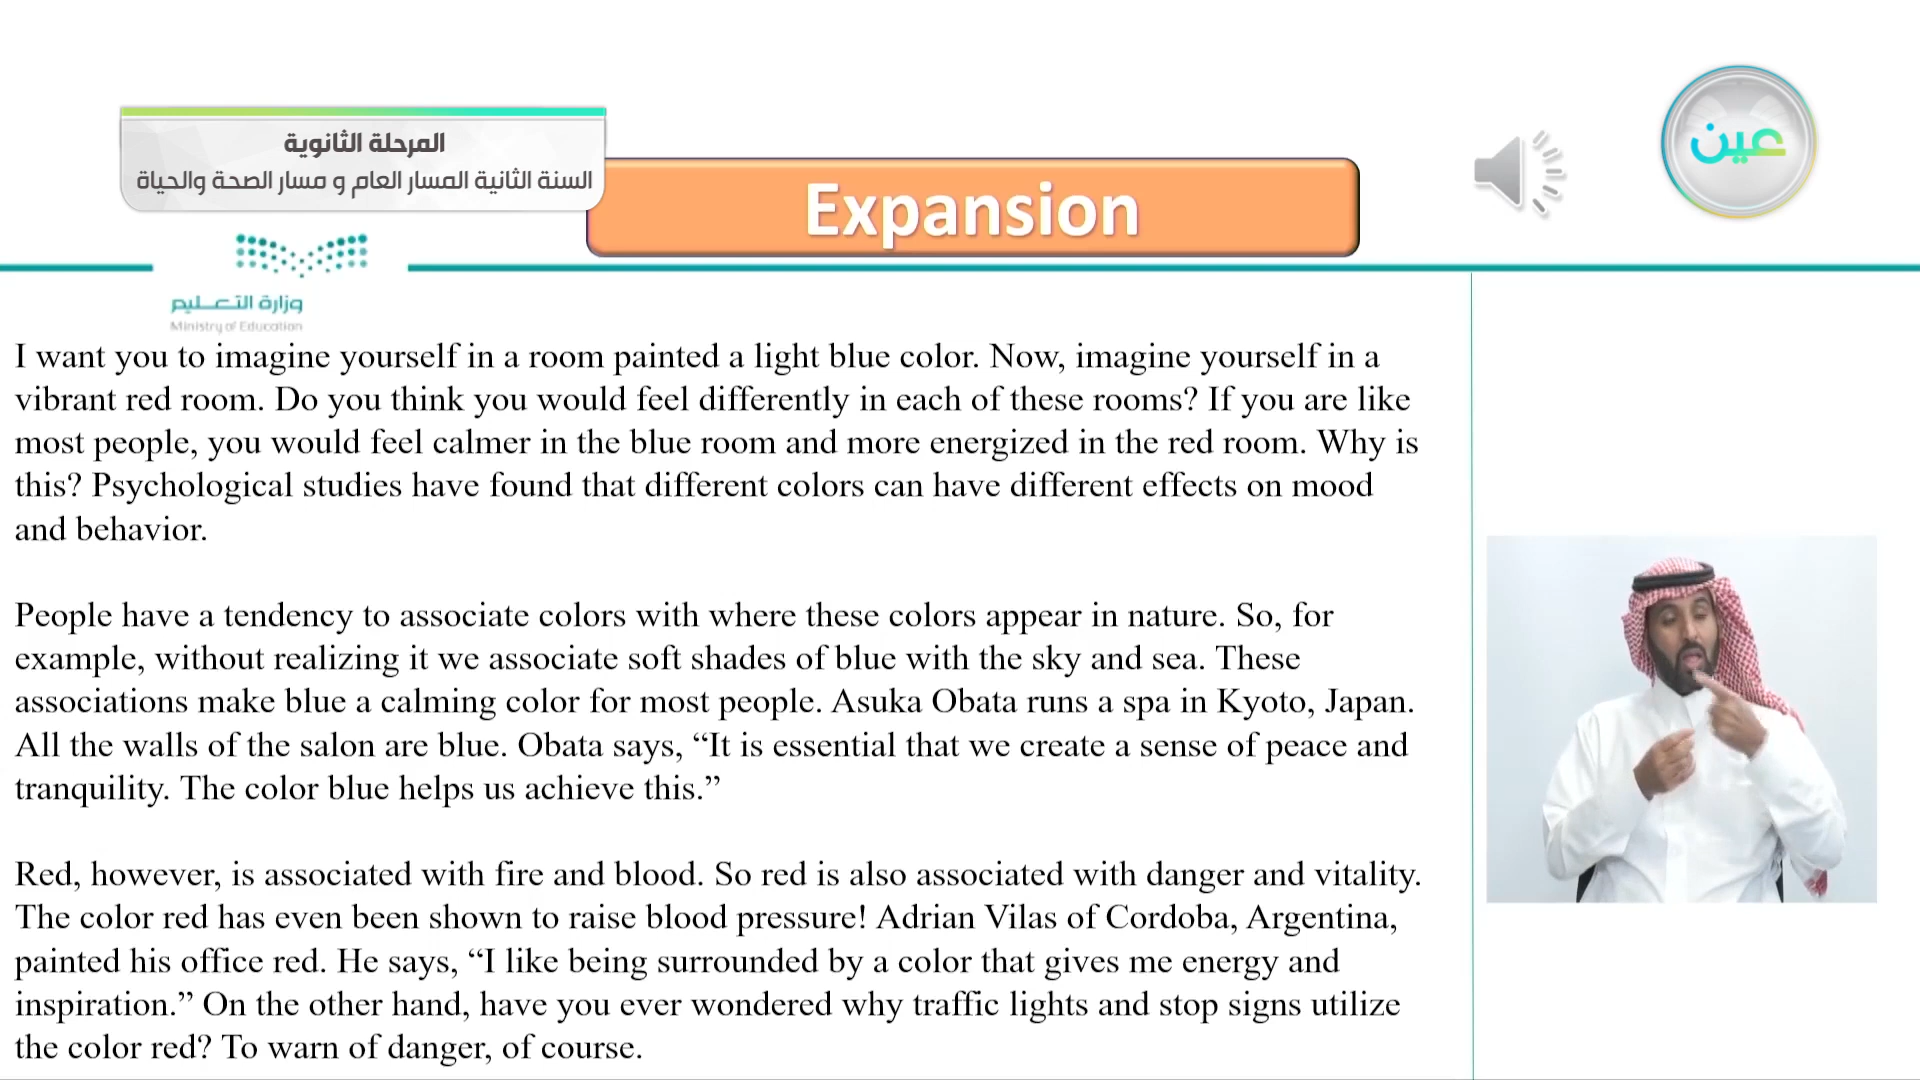 المرحلة الثانوية
السنة الثانية المسار العام و مسار الصحة والحياة
Expansion
عين
وزارة التعليم
Ministry of Education
I want you to imagine yourself in a room painted a light blue color. Now, imagine yourself in a
vibrant red room. Do you think you would feel differently in each of these rooms? If you are like
most people, you would feel calmer in the blue room and more energized in the red room. Why is
this? Psychological studies have found that different colors can have different effects on mood
and behavior.
People have a tendency to associate colors with where these colors appear in nature. So, for
example, without realizing it we associate soft shades of blue with the sky and sea. These
associations make blue a calming color for most people. Asuka Obata runs a spa in Kyoto, Japan.
All the walls of the salon are blue. Obata says, “It is essential that we create a sense of peace and
tranquility. The color blue helps us achieve this.”
Red, however, is associated with fire and blood. So red is also associated with danger and vitality.
The color red has even been shown to raise blood pressure! Adrian Vilas of Cordoba, Argentina,
painted his office red. He says, “I like being surrounded by a color that gives me energy and
inspiration.” On the other hand, have you ever wondered why traffic lights and stop signs utilize
the color red? To warn of danger, of course.